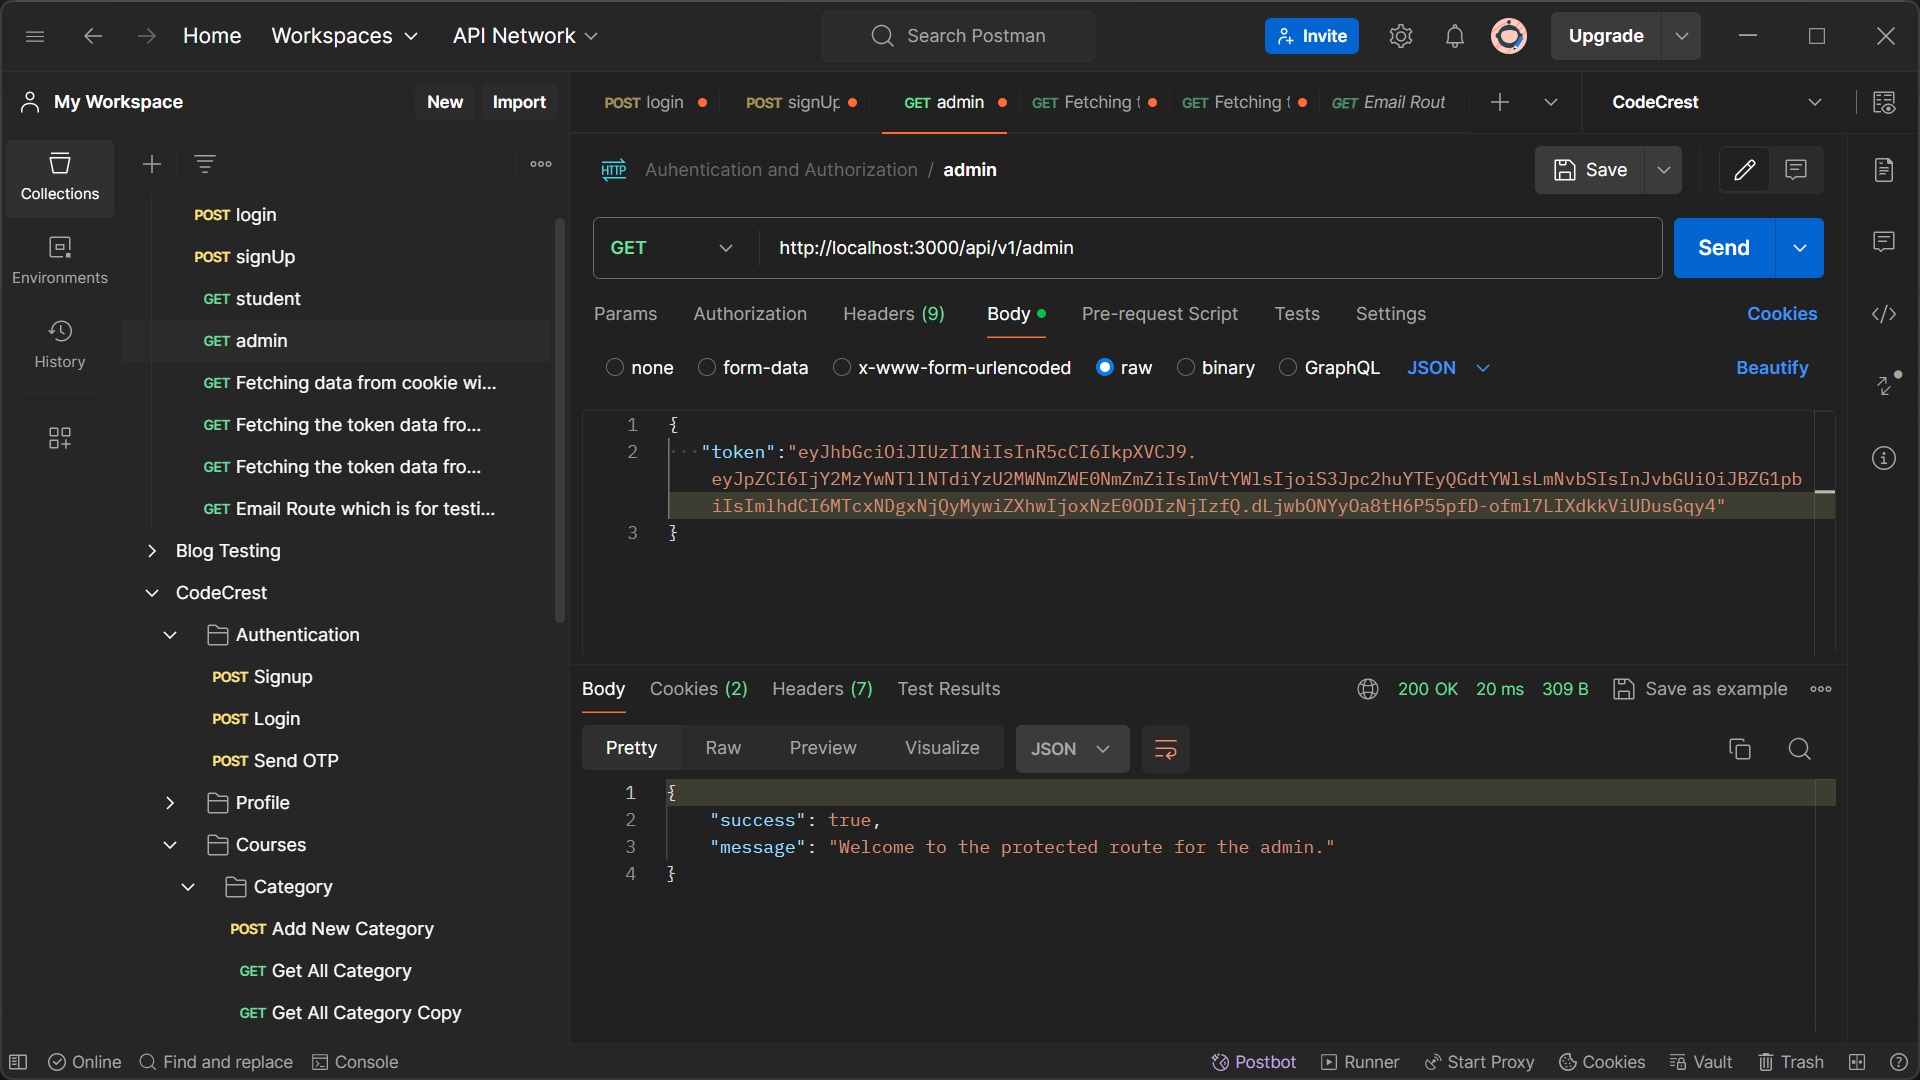 Home Workspaces API Network Search Postman Invite Upgrade
My Workspace New Import
POST login POST signUp GET admin GET Fetching t GET Fetching t GET Email Rout CodeCrest
Collections
Environments
History
POST login
POST signUp
GET student
GET admin
GET Fetching data from cookie wi...
GET Fetching the token data fro...
GET Fetching the token data fro...
GET Email Route which is for testi...
Blog Testing
CodeCrest
Authentication
POST Signup
POST Login
POST Send OTP
Profile
Courses
Category
POST Add New Category
GET Get All Category
GET Get All Category Copy
HTTP Auhentication and Authorization / admin Save
GET http://localhost:3000/api/v1/admin Send
Params Authorization Headers (9) Body Pre-request Script Tests Settings Cookies
none form-data x-www-form-urlencoded raw binary GraphQL JSON Beautify
1 {
2 "token":"eyJhbGciOiJIUzI1NiIsInR5cCI6IkpXVCJ9.
eyJpZCI6IjY2MzYwNTllNTdiYzU2MWNmZWE0NmZmZiIsImVtYWlsIjoiS3Jpc2huYTEyQGdtYWlsLmNvbSIsInJvbGUiOiJBZG1pb
iIsImlhdCI6MTcxNDgxNjQyMywiZXhwIjoxNzE0ODIzNjIzfQ.dLjwbONYyOa8tH6P55pfD-ofml7LIXdkkViUDusGqy4"
3 }
Body Cookies (2) Headers (7) Test Results 200 OK 20 ms 309 B Save as example
Pretty Raw Preview Visualize JSON
1 {
2 "success": true,
3 "message": "Welcome to the protected route for the admin."
4 }
Online Find and replace Console Postbot Runner Start Proxy Cookies Vault Trash